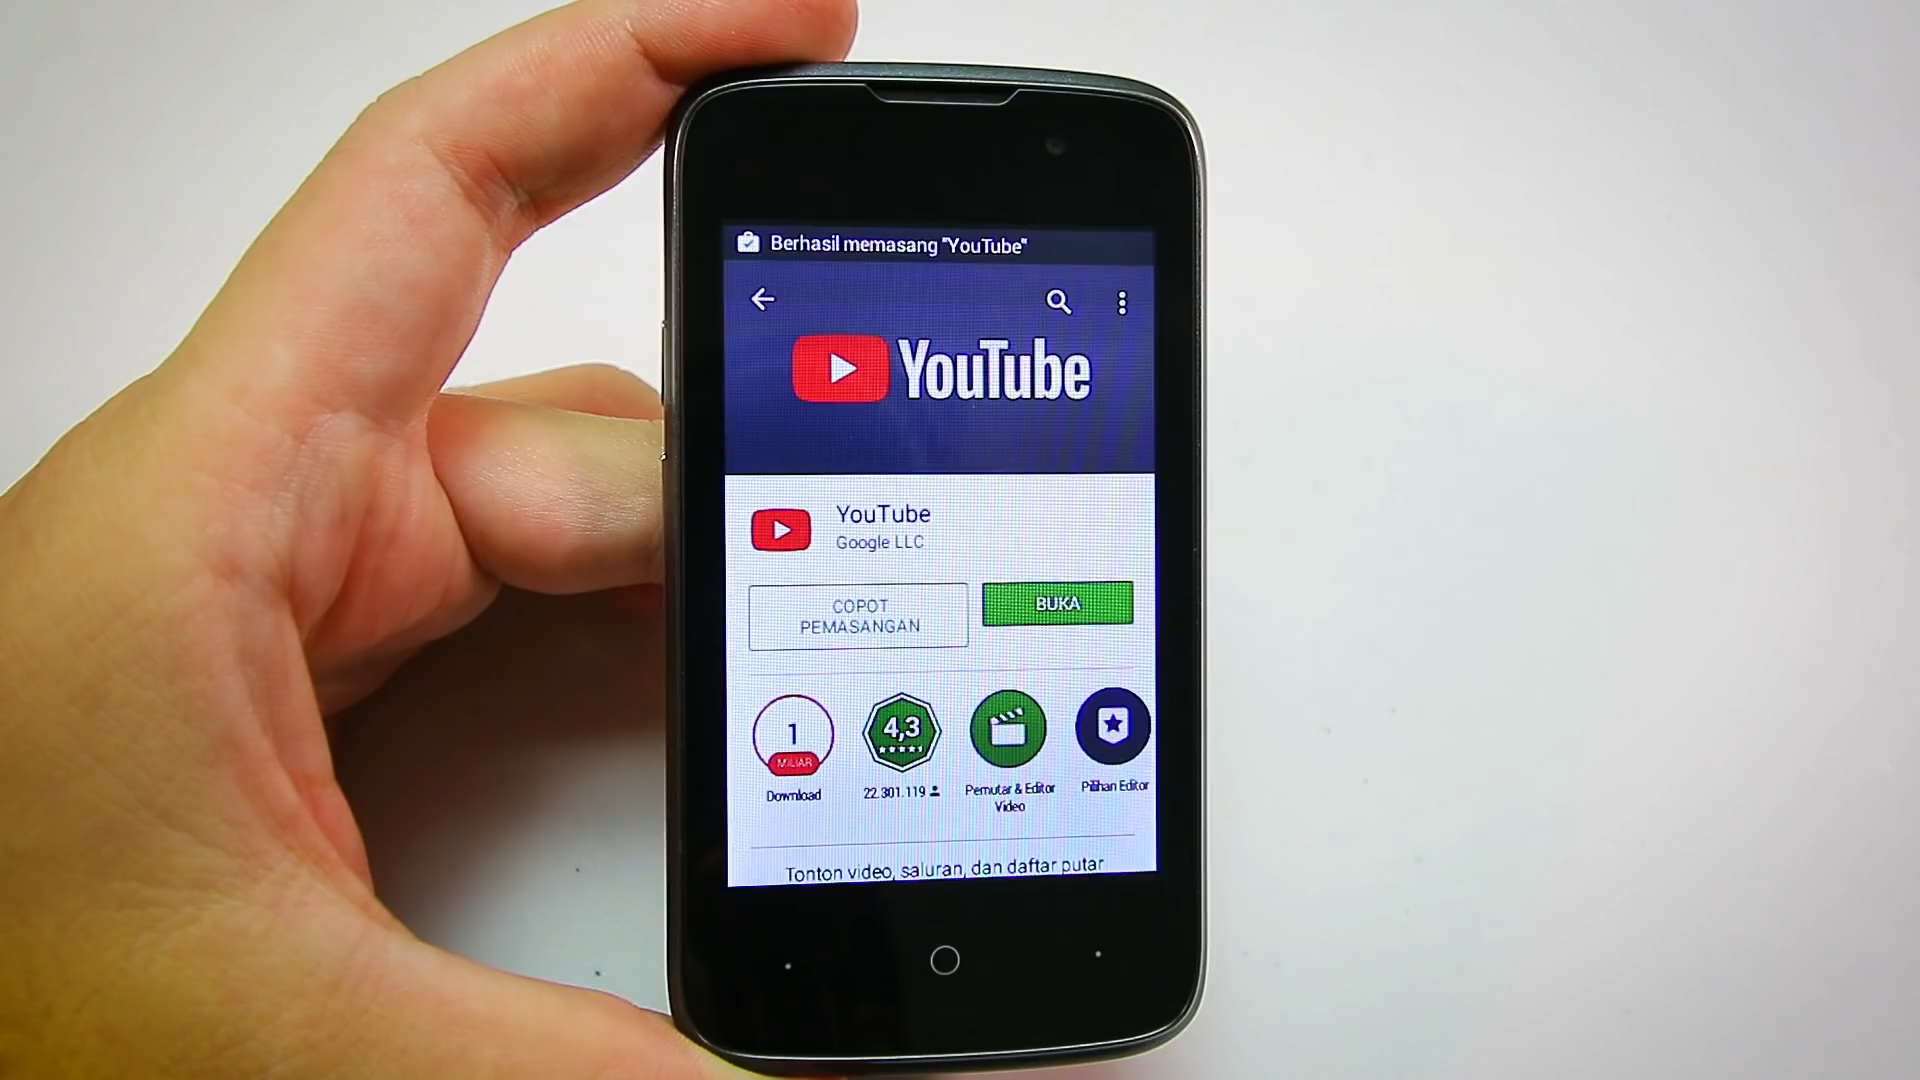 Berhasil memasang "YouTube"
YouTube
YouTube
Google LLC
COPOT
PEMASANGAN
BUKA
1
MILIAR
Download
4,3
22.301.119
Pemutar & Editor
Video
Pilihan Editor
Tonton video, saluran, dan daftar putar